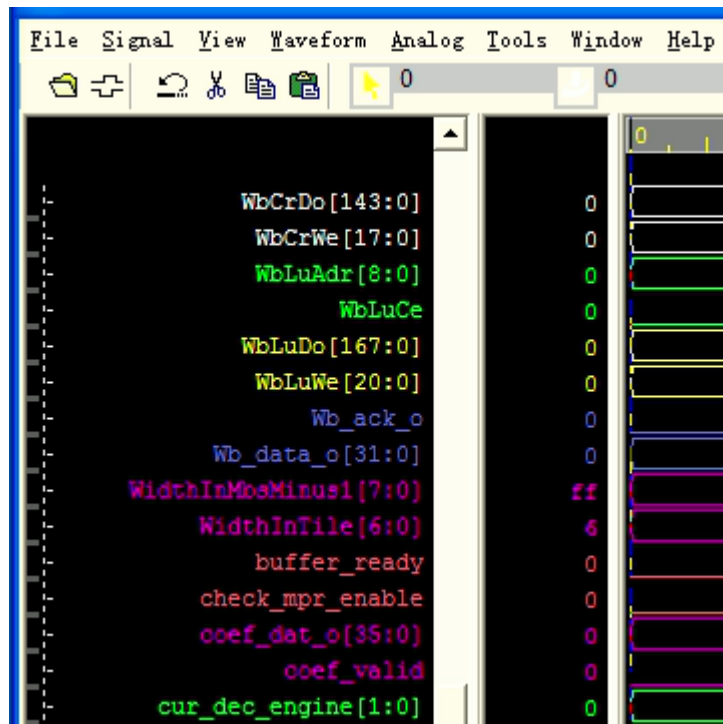 File Signal View Waveform Analog Tools Window Help
0 0
0
WbCrDo[143:0] 0
WbCrWe[17:0] 0
WbLuAdr[8:0] 0
WbLuCe 0
WbLuDo[167:0] 0
WbLuWe[20:0] 0
Wb_ack_o 0
Wb_data_o[31:0] 0
WidthInMbsMinus1[7:0] ff
WidthInTile[6:0] 6
buffer_ready 0
check_mpr_enable 0
coef_dat_o[35:0] 0
coef_valid 0
cur_dec_engine[1:0] 0